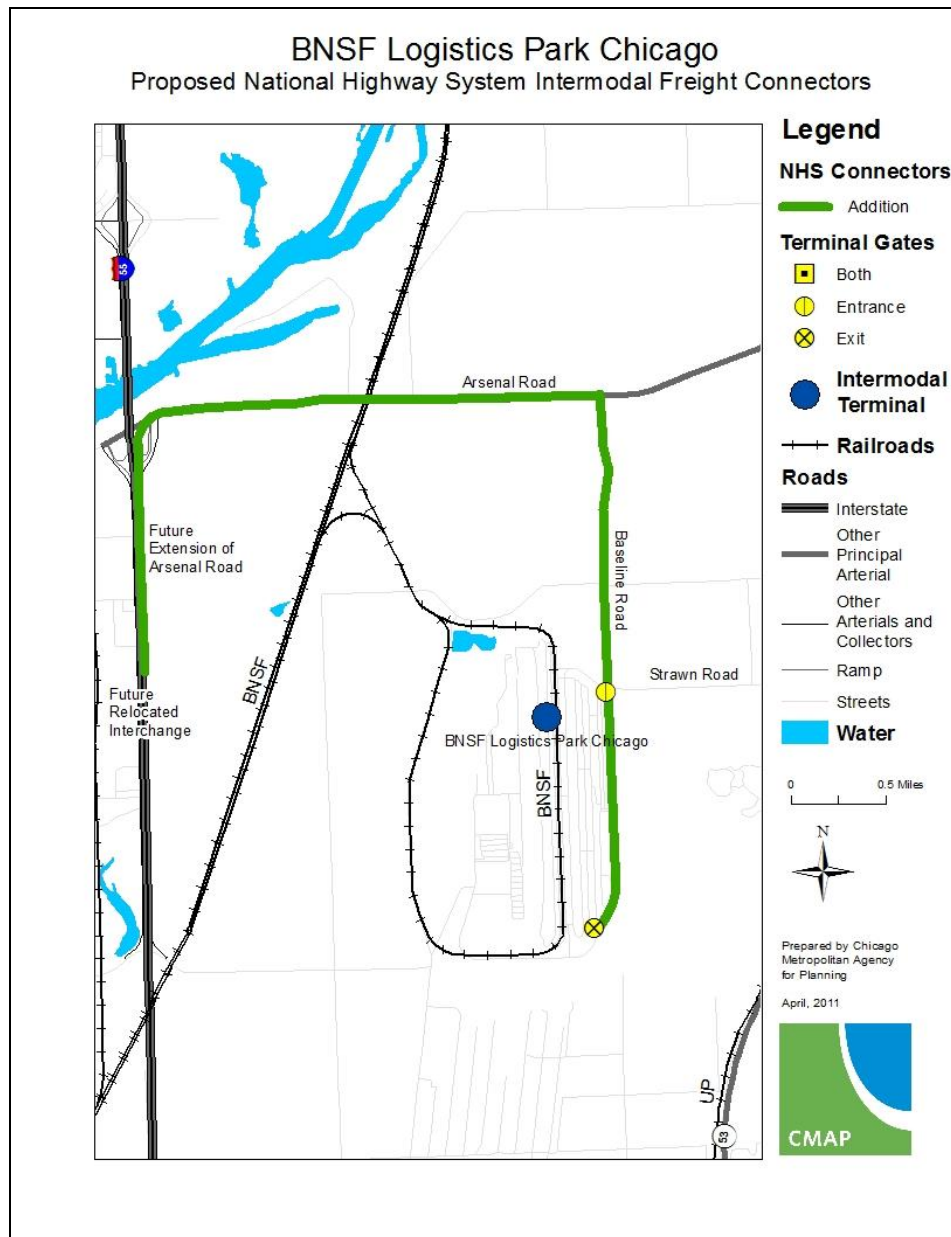 BNSF Logistics Park Chicago
Proposed National Highway System Intermodal Freight Connectors
Legend
NHS Connectors
Addition
Terminal Gates
Both
Entrance
Exit
Intermodal
Terminal
Railroads
Roads
Interstate
Other
Principal
Arterial
Other
Arterials and
Collectors
Ramp
Streets
Water
0 0.5 Miles
N
Prepared by Chicago
Metropolitan Agency
for Planning
April, 2011
CMAP
55
Arsenal Road
Future
Extension of
Arsenal Road
Baseline Road
BNSF
Strawn Road
Future
Relocated
Interchange
BNSF Logistics Park Chicago
BNSF
UP
53